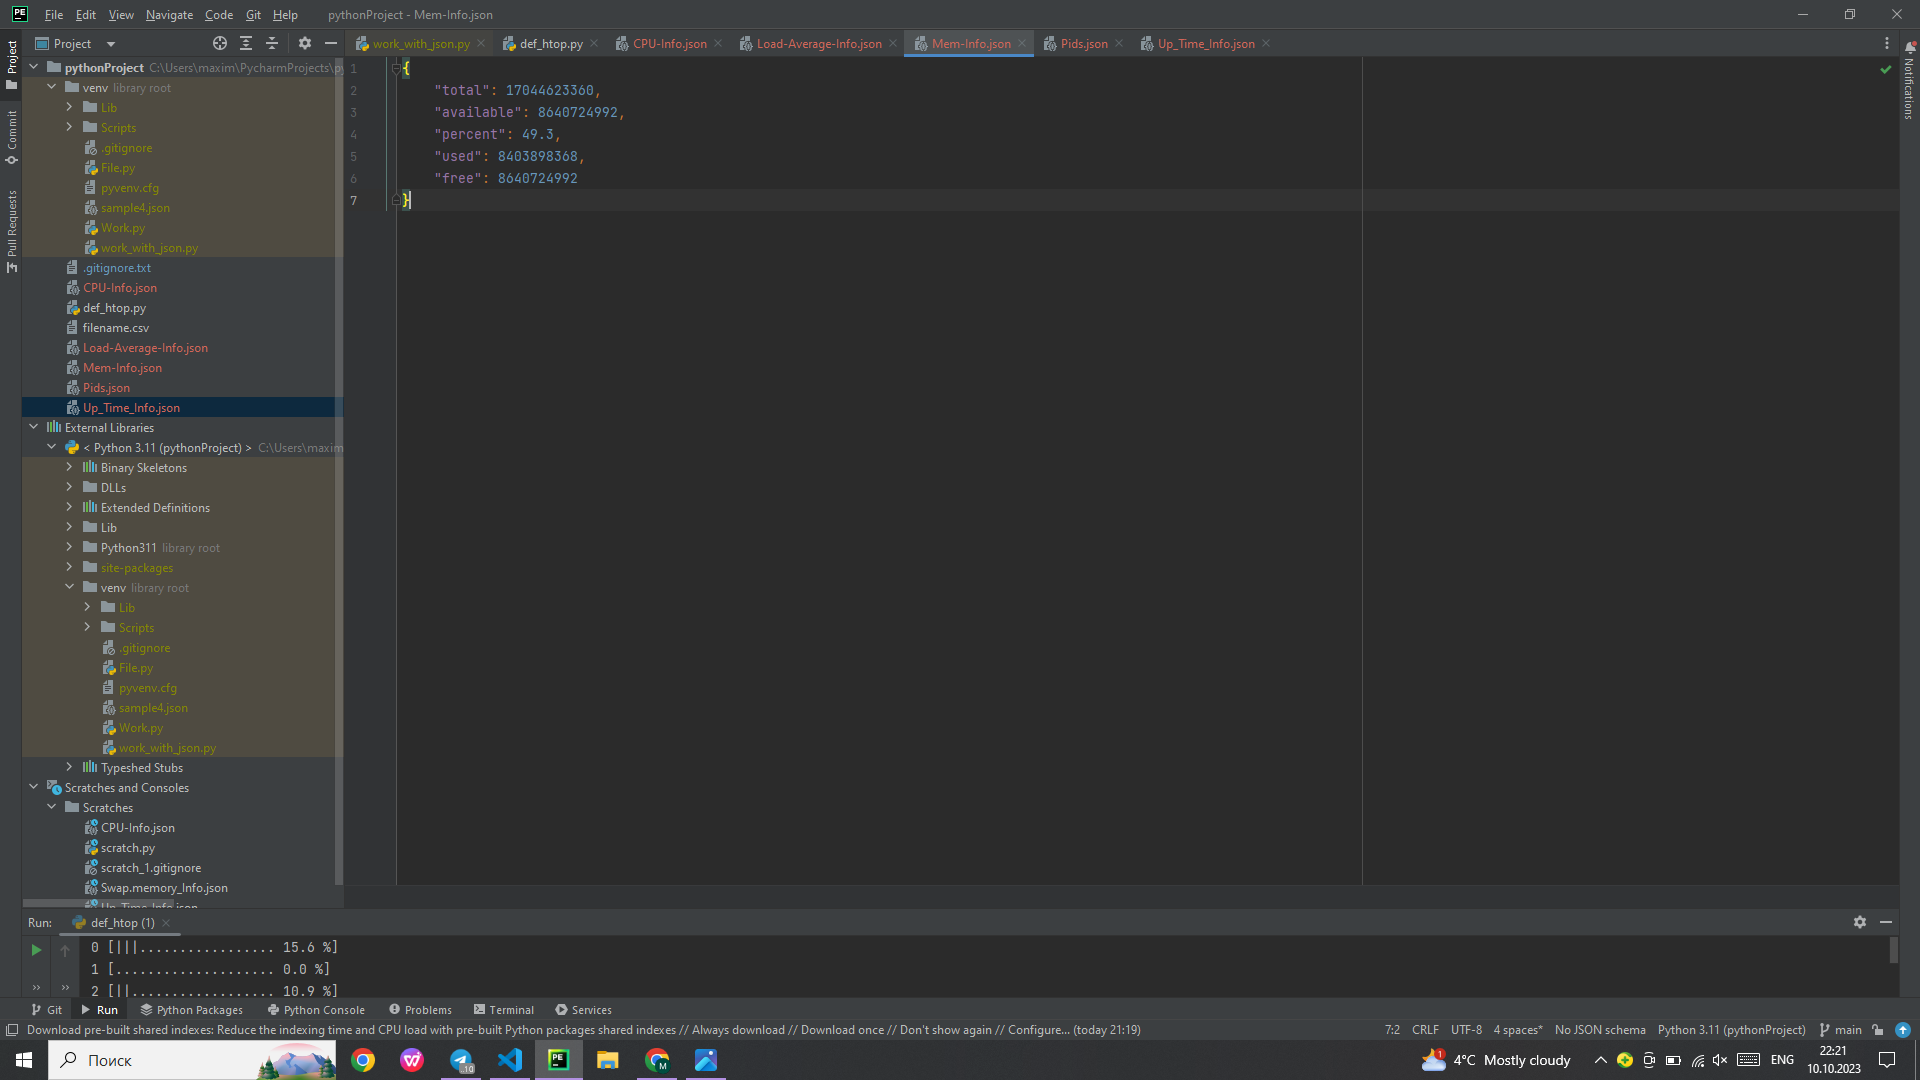 File Edit View Navigate Code Git Help pythonProject - Mem-Info.json
Project
work_with_json.py def_htop.py CPU-Info.json Load-Average-Info.json Mem-Info.json Pids.json Up_Time_Info.json
Project
Commit
Pull Requests
Notifications
pythonProject C:\Users\maxim\PycharmProjects\py
venv library root
Lib
Scripts
.gitignore
File.py
pyvenv.cfg
sample4.json
Work.py
work_with_json.py
.gitignore.txt
CPU-Info.json
def_htop.py
filename.csv
Load-Average-Info.json
Mem-Info.json
Pids.json
Up_Time_Info.json
External Libraries
< Python 3.11 (pythonProject) > C:\Users\maxim
Binary Skeletons
DLLs
Extended Definitions
Lib
Python311 library root
site-packages
venv library root
Lib
Scripts
.gitignore
File.py
pyvenv.cfg
sample4.json
Work.py
work_with_json.py
Typeshed Stubs
Scratches and Consoles
Scratches
CPU-Info.json
scratch.py
scratch_1.gitignore
Swap.memory_Info.json
Up_Time_Info.json
1 {
2 "total": 17044623360,
3 "available": 8640724992,
4 "percent": 49.3,
5 "used": 8403898368,
6 "free": 8640724992
7 }
Run: def_htop (1)
0 [|||................. 15.6 %]
1 [.................... 0.0 %]
2 [||.................. 10.9 %]
Git Run Python Packages Python Console Problems Terminal Services
Download pre-built shared indexes: Reduce the indexing time and CPU load with pre-built Python packages shared indexes // Always download // Download once // Don't show again // Configure... (today 21:19) 7:2 CRLF UTF-8 4 spaces* No JSON schema Python 3.11 (pythonProject) main
Поиск 4°C Mostly cloudy ENG 22:21
10.10.2023